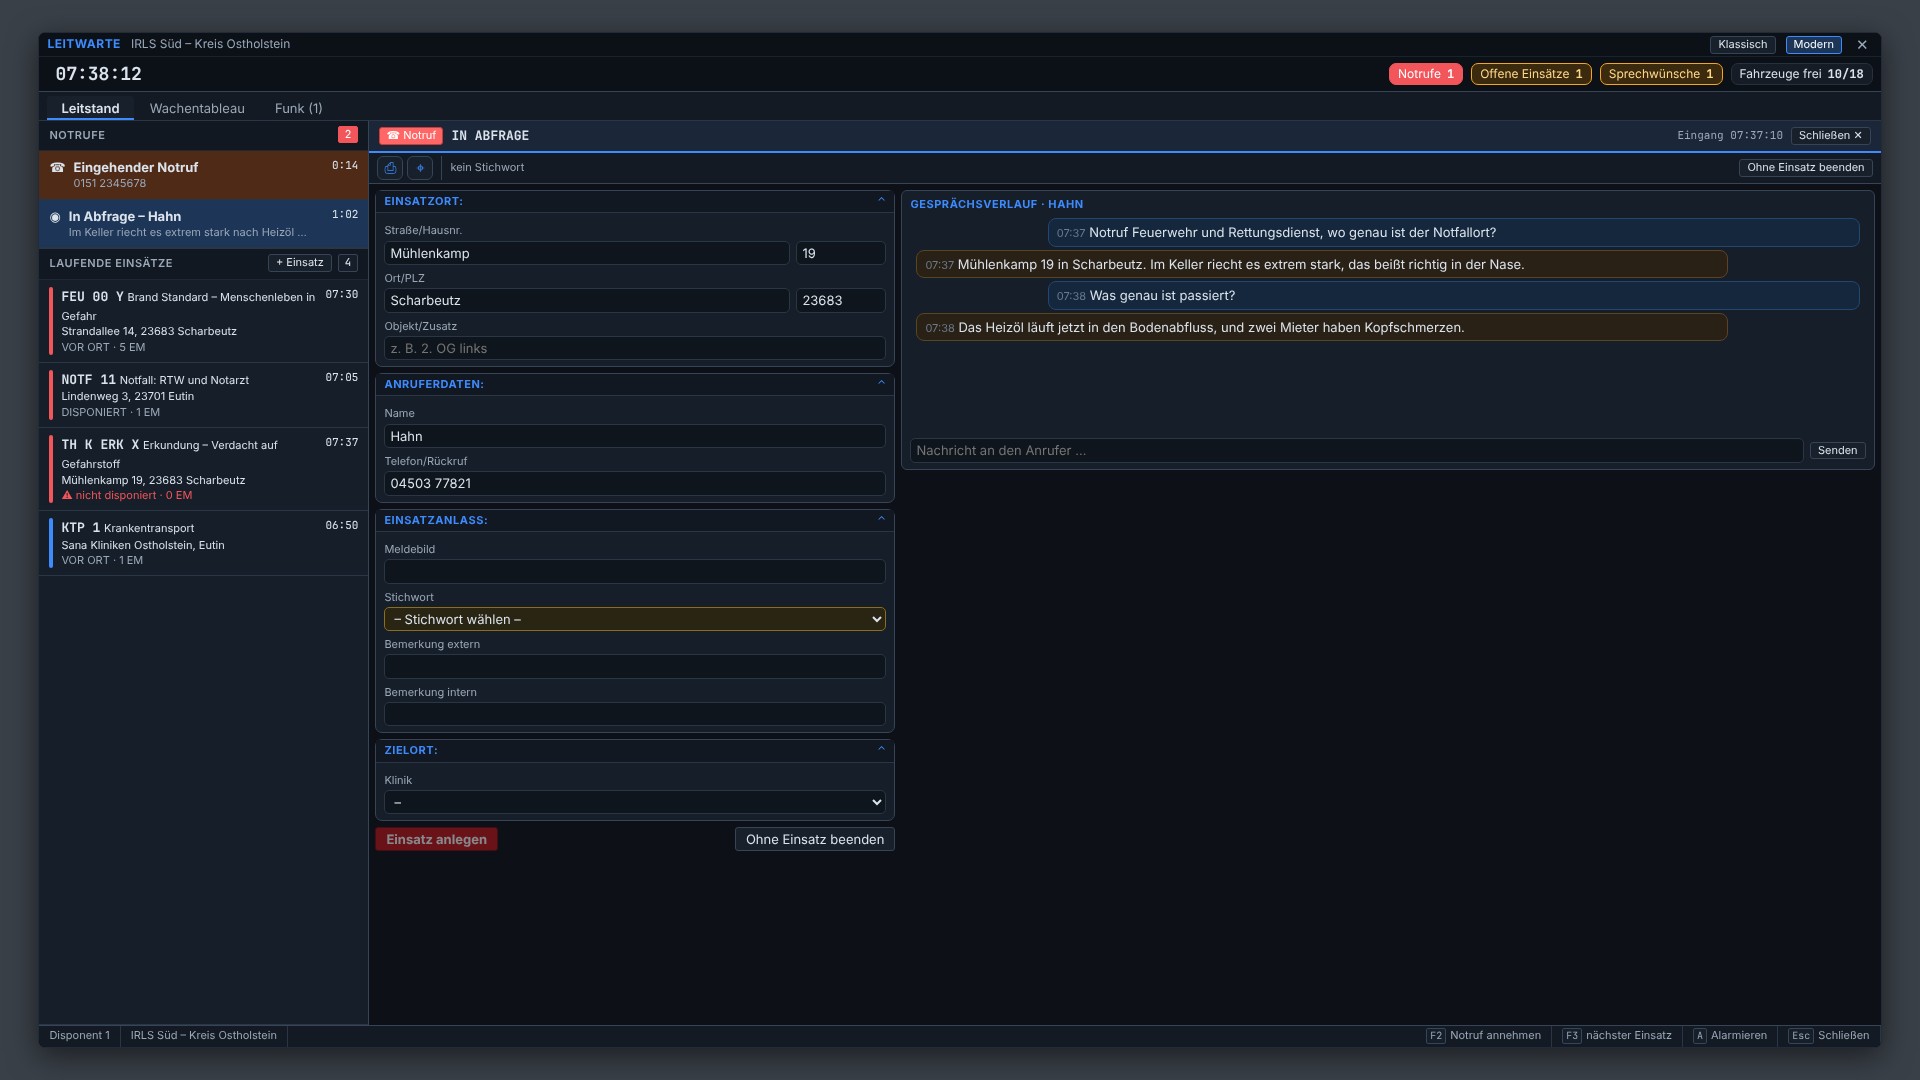 LEITWARTE IRLS Süd – Kreis Ostholstein
Klassisch Modern ✕
07:38:12
Notrufe 1 Offene Einsätze 1 Sprechwünsche 1 Fahrzeuge frei 10/18
Leitstand Wachentableau Funk (1)
NOTRUFE 2
☎ Eingehender Notruf 0:14
0151 2345678
◉ In Abfrage – Hahn 1:02
Im Keller riecht es extrem stark nach Heizöl ...
LAUFENDE EINSÄTZE + Einsatz 4
FEU 00 Y Brand Standard – Menschenleben in 07:30
Gefahr
Strandallee 14, 23683 Scharbeutz
VOR ORT · 5 EM
NOTF 11 Notfall: RTW und Notarzt 07:05
Lindenweg 3, 23701 Eutin
DISPONIERT · 1 EM
TH K ERK X Erkundung – Verdacht auf 07:37
Gefahrstoff
Mühlenkamp 19, 23683 Scharbeutz
⚠ nicht disponiert · 0 EM
KTP 1 Krankentransport 06:50
Sana Kliniken Ostholstein, Eutin
VOR ORT · 1 EM
☎ Notruf IN ABFRAGE Eingang 07:37:10 Schließen ✕
kein Stichwort Ohne Einsatz beenden
EINSATZORT:
Straße/Hausnr.
Mühlenkamp 19
Ort/PLZ
Scharbeutz 23683
Objekt/Zusatz
z. B. 2. OG links
ANRUFERDATEN:
Name
Hahn
Telefon/Rückruf
04503 77821
EINSATZANLASS:
Meldebild
Stichwort
– Stichwort wählen –
Bemerkung extern
Bemerkung intern
ZIELORT:
Klinik
–
Einsatz anlegen Ohne Einsatz beenden
GESPRÄCHSVERLAUF · HAHN
07:37 Notruf Feuerwehr und Rettungsdienst, wo genau ist der Notfallort?
07:37 Mühlenkamp 19 in Scharbeutz. Im Keller riecht es extrem stark, das beißt richtig in der Nase.
07:38 Was genau ist passiert?
07:38 Das Heizöl läuft jetzt in den Bodenabfluss, und zwei Mieter haben Kopfschmerzen.
Nachricht an den Anrufer ... Senden
Disponent 1 IRLS Süd – Kreis Ostholstein
F2 Notruf annehmen F3 nächster Einsatz A Alarmieren Esc Schließen